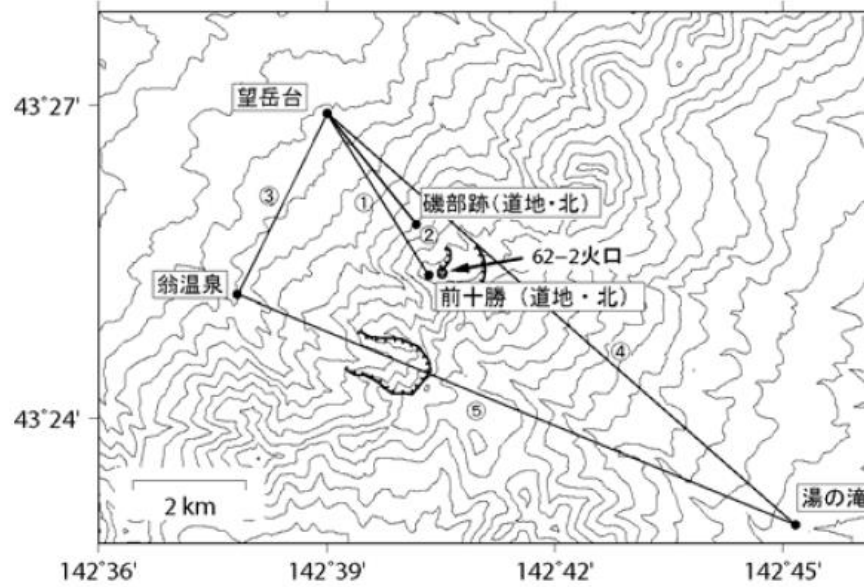 43°27'
望岳台
③
①
磯部跡(道地・北)
②
62-2火口
翁温泉
前十勝(道地・北)
④
⑤
43°24'
2 km
湯の滝
142°36'
142°39'
142°42'
142°45'